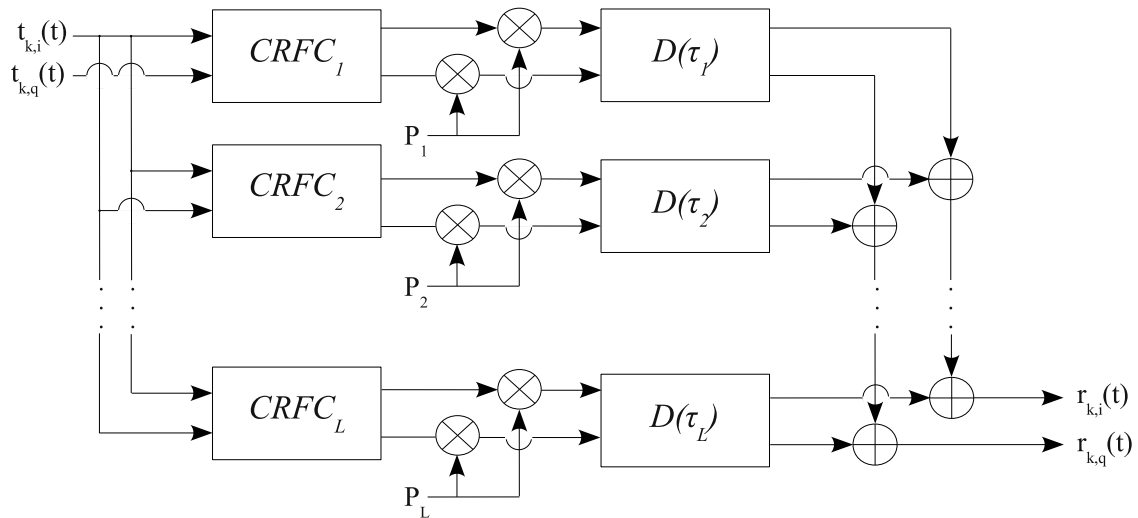 t_{k,i}(t)
t_{k,q}(t)
CRFC_1
P_1
D(τ_1)
CRFC_2
P_2
D(τ_2)
CRFC_L
P_L
D(τ_L)
r_{k,i}(t)
r_{k,q}(t)